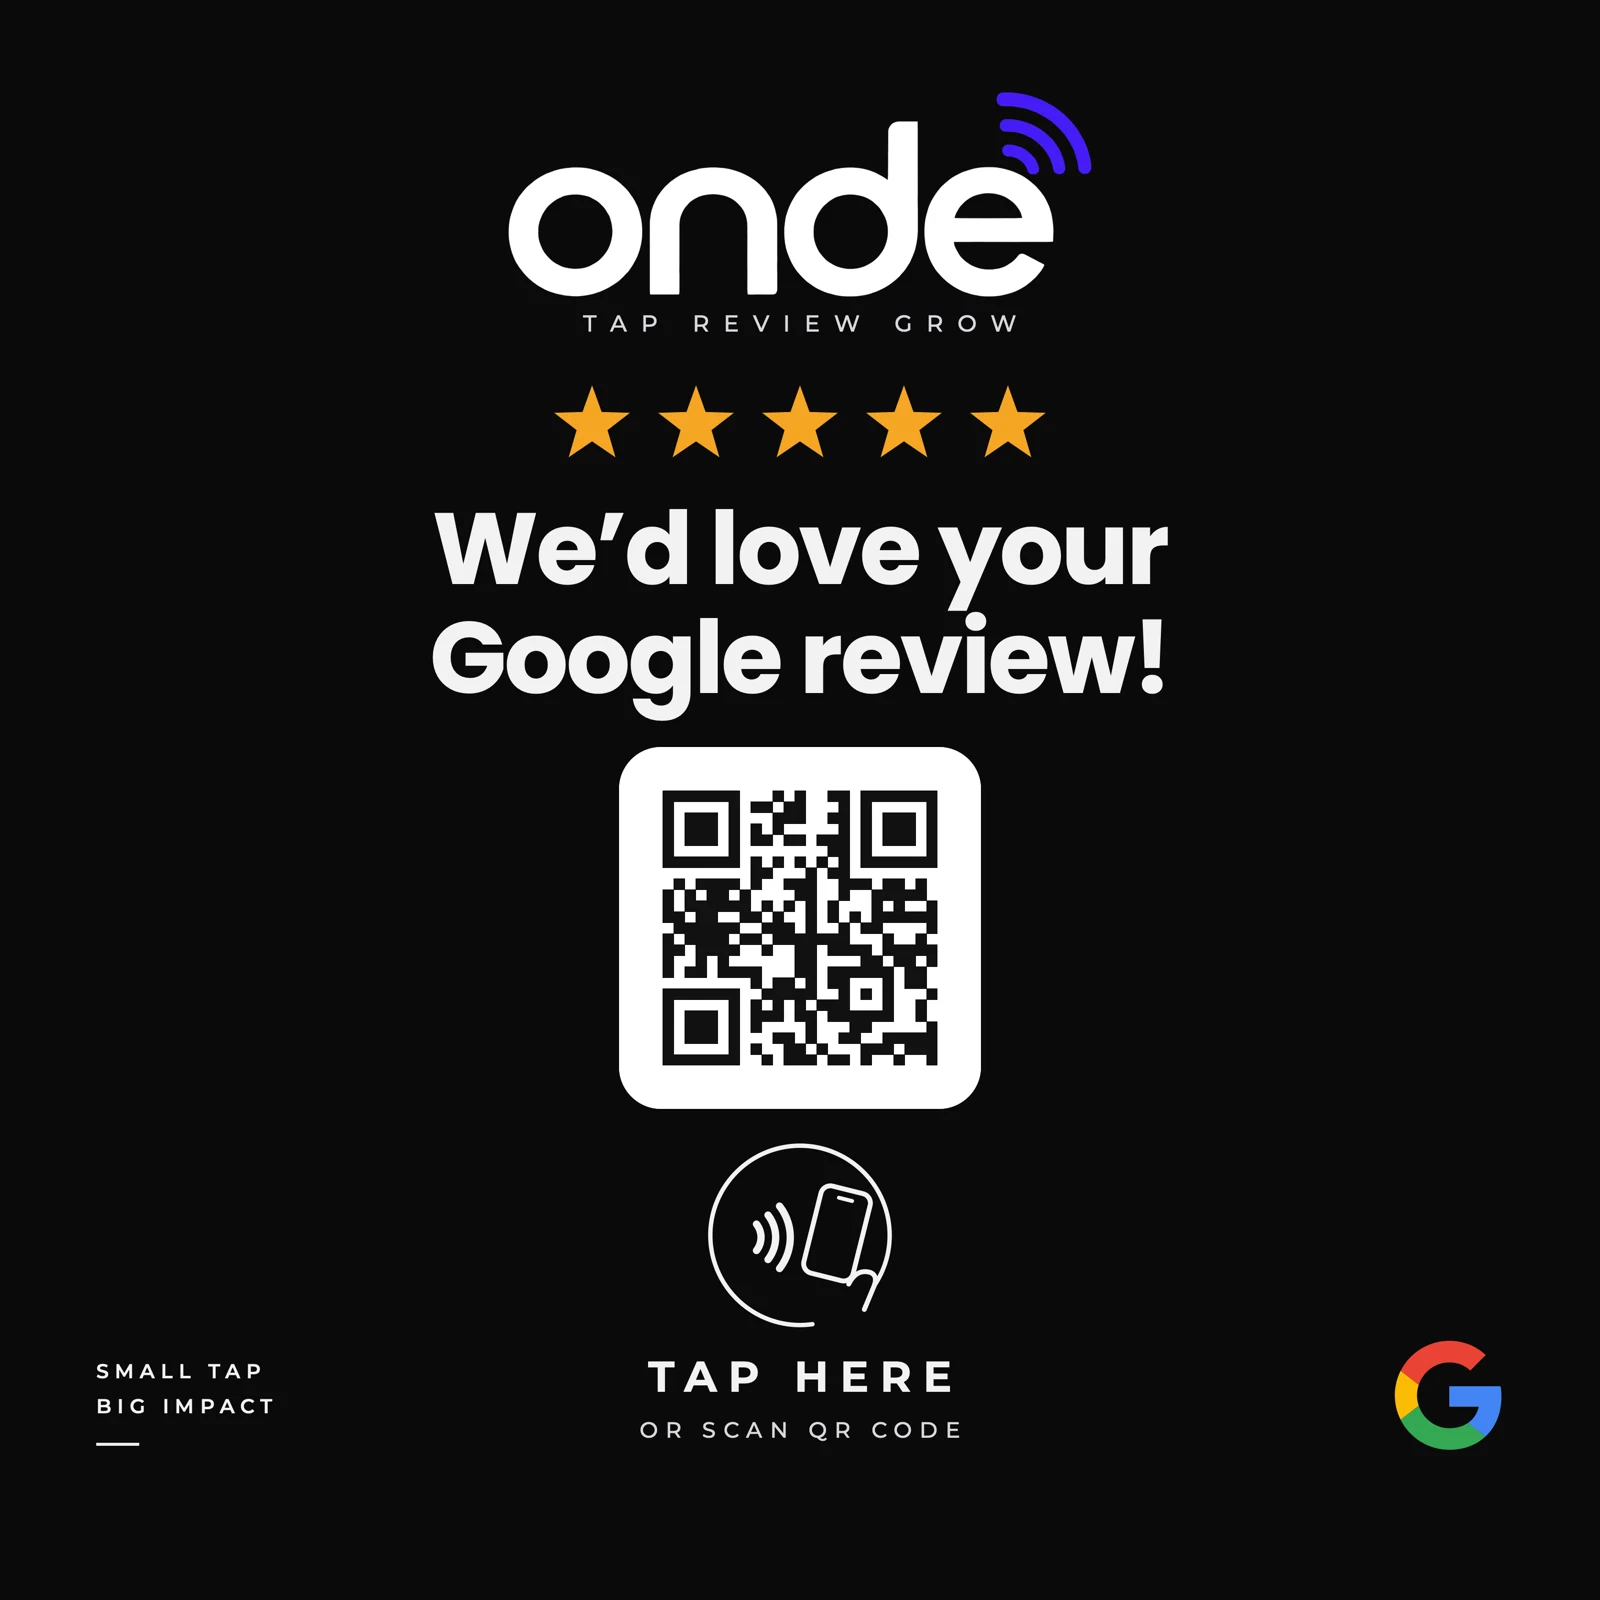 onde
TAP REVIEW GROW
We’d love your
Google review!
TAP HERE
OR SCAN QR CODE
SMALL TAP
BIG IMPACT
G